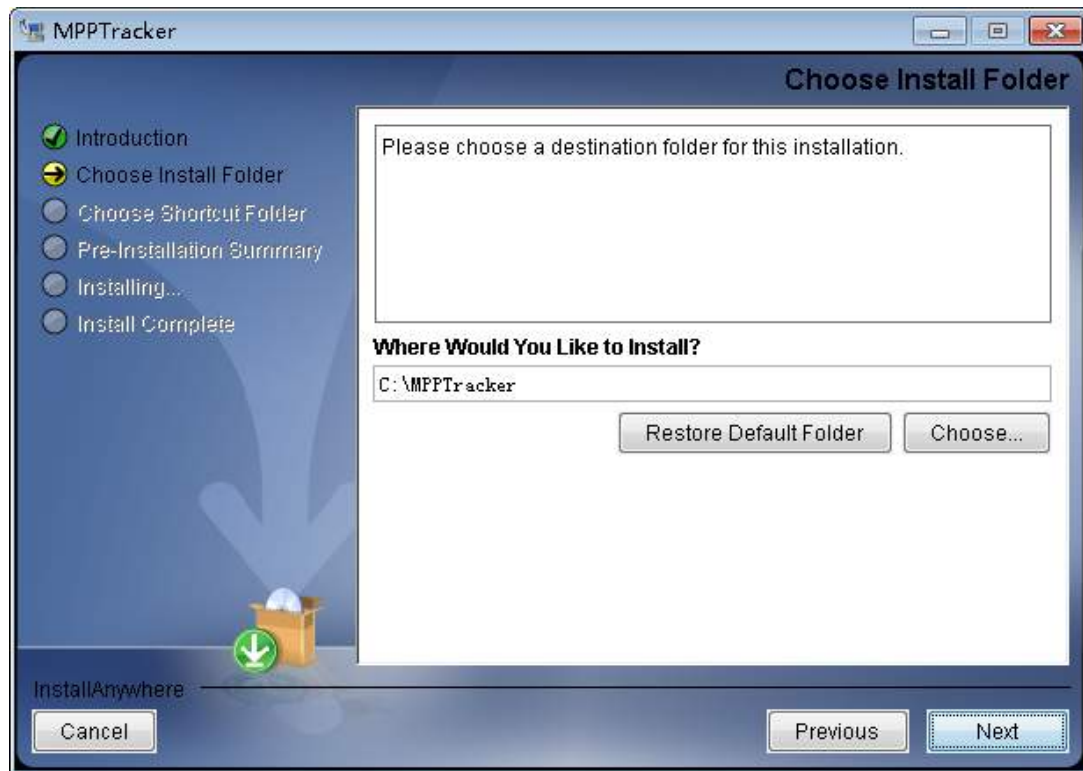 MPPTracker
Choose Install Folder
Introduction
Choose Install Folder
Choose Shortcut Folder
Pre-Installation Summary
Installing...
Install Complete
Please choose a destination folder for this installation.
Where Would You Like to Install?
C:\MPPTracker
Restore Default Folder
Choose...
InstallAnywhere
Cancel
Previous
Next